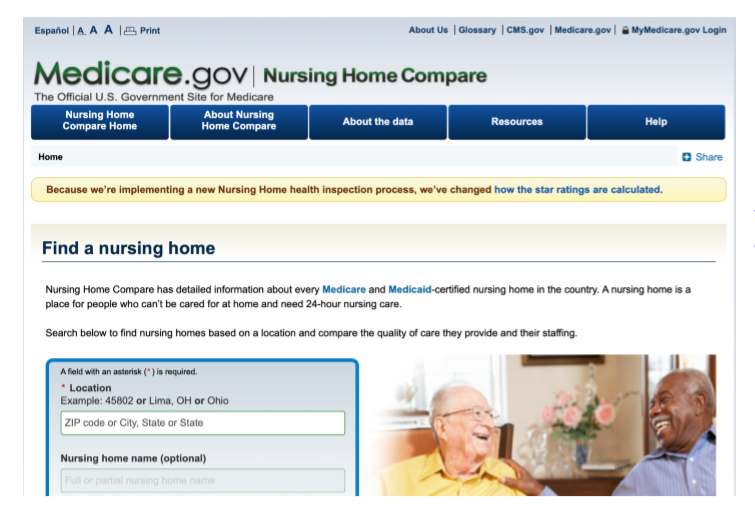 Español | A A A | Print
About Us | Glossary | CMS.gov | Medicare.gov | MyMedicare.gov Login
Medicare.gov | Nursing Home Compare
The Official U.S. Government Site for Medicare
Nursing Home
Compare Home
About Nursing
Home Compare
About the data
Resources
Help
Home
Share
Because we're implementing a new Nursing Home health inspection process, we've changed how the star ratings are calculated.
Find a nursing home
Nursing Home Compare has detailed information about every Medicare and Medicaid-certified nursing home in the country. A nursing home is a
place for people who can't be cared for at home and need 24-hour nursing care.
Search below to find nursing homes based on a location and compare the quality of care they provide and their staffing.
A field with an asterisk (*) is required.
* Location
Example: 45802 or Lima, OH or Ohio
ZIP code or City, State or State
Nursing home name (optional)
Full or partial nursing home name